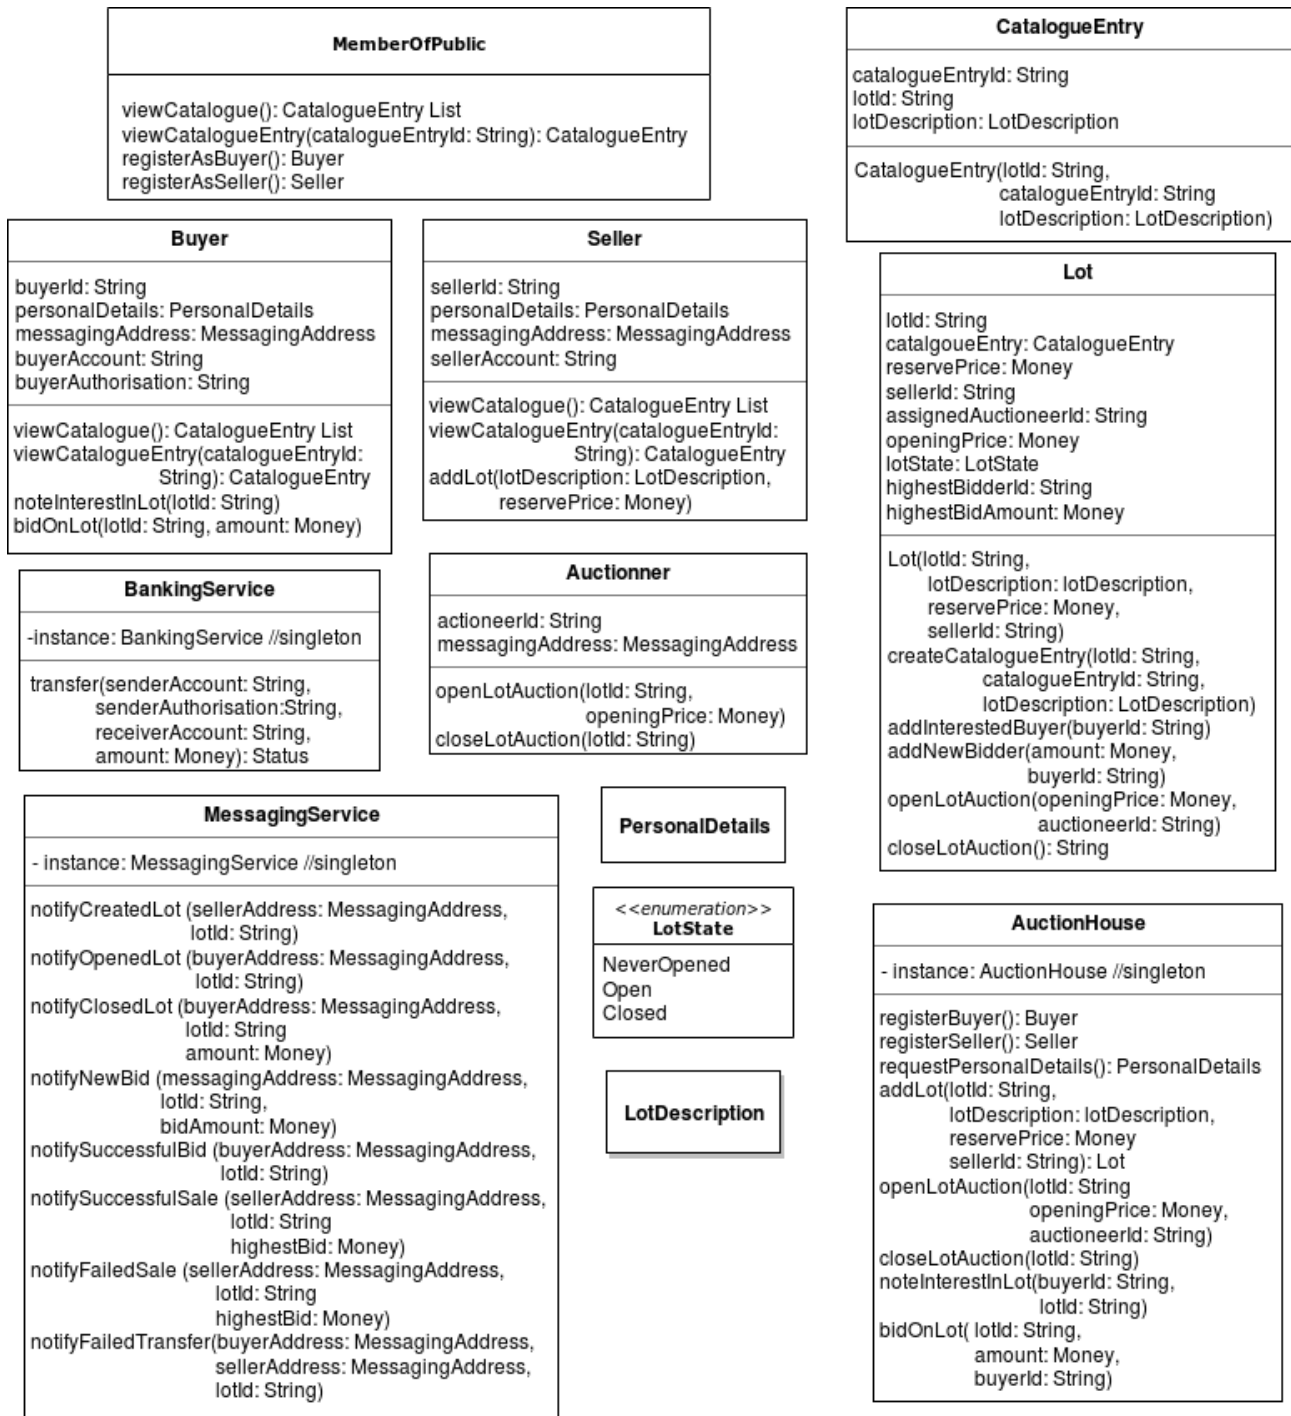 MemberOfPublic
viewCatalogue(): CatalogueEntry List
viewCatalogueEntry(catalogueEntryId: String): CatalogueEntry
registerAsBuyer(): Buyer
registerAsSeller(): Seller
CatalogueEntry
catalogueEntryId: String
lotId: String
lotDescription: LotDescription
CatalogueEntry(lotId: String,
catalogueEntryId: String
lotDescription: LotDescription)
Buyer
buyerId: String
personalDetails: PersonalDetails
messagingAddress: MessagingAddress
buyerAccount: String
buyerAuthorisation: String
viewCatalogue(): CatalogueEntry List
viewCatalogueEntry(catalogueEntryId:
String): CatalogueEntry
noteInterestInLot(lotId: String)
bidOnLot(lotId: String, amount: Money)
Seller
sellerId: String
personalDetails: PersonalDetails
messagingAddress: MessagingAddress
sellerAccount: String
viewCatalogue(): CatalogueEntry List
viewCatalogueEntry(catalogueEntryId:
String): CatalogueEntry
addLot(lotDescription: LotDescription,
reservePrice: Money)
Lot
lotId: String
catalgoueEntry: CatalogueEntry
reservePrice: Money
sellerId: String
assignedAuctioneerId: String
openingPrice: Money
lotState: LotState
highestBidderId: String
highestBidAmount: Money
Lot(lotId: String,
lotDescription: lotDescription,
reservePrice: Money,
sellerId: String)
createCatalogueEntry(lotId: String,
catalogueEntryId: String,
lotDescription: LotDescription)
addInterestedBuyer(buyerId: String)
addNewBidder(amount: Money,
buyerId: String)
openLotAuction(openingPrice: Money,
auctioneerId: String)
closeLotAuction(): String
BankingService
-instance: BankingService //singleton
transfer(senderAccount: String,
senderAuthorisation:String,
receiverAccount: String,
amount: Money): Status
Auctionner
actioneerId: String
messagingAddress: MessagingAddress
openLotAuction(lotId: String,
openingPrice: Money)
closeLotAuction(lotId: String)
MessagingService
- instance: MessagingService //singleton
notifyCreatedLot (sellerAddress: MessagingAddress,
lotId: String)
notifyOpenedLot (buyerAddress: MessagingAddress,
lotId: String)
notifyClosedLot (buyerAddress: MessagingAddress,
lotId: String
amount: Money)
notifyNewBid (messagingAddress: MessagingAddress,
lotId: String,
bidAmount: Money)
notifySuccessfulBid (buyerAddress: MessagingAddress,
lotId: String)
notifySuccessfulSale (sellerAddress: MessagingAddress,
lotId: String
highestBid: Money)
notifyFailedSale (sellerAddress: MessagingAddress,
lotId: String
highestBid: Money)
notifyFailedTransfer(buyerAddress: MessagingAddress,
sellerAddress: MessagingAddress,
lotId: String)
PersonalDetails
<<enumeration>>
LotState
NeverOpened
Open
Closed
LotDescription
AuctionHouse
- instance: AuctionHouse //singleton
registerBuyer(): Buyer
registerSeller(): Seller
requestPersonalDetails(): PersonalDetails
addLot(lotId: String,
lotDescription: lotDescription,
reservePrice: Money
sellerId: String): Lot
openLotAuction(lotId: String
openingPrice: Money,
auctioneerId: String)
closeLotAuction(lotId: String)
noteInterestInLot(buyerId: String,
lotId: String)
bidOnLot( lotId: String,
amount: Money,
buyerId: String)